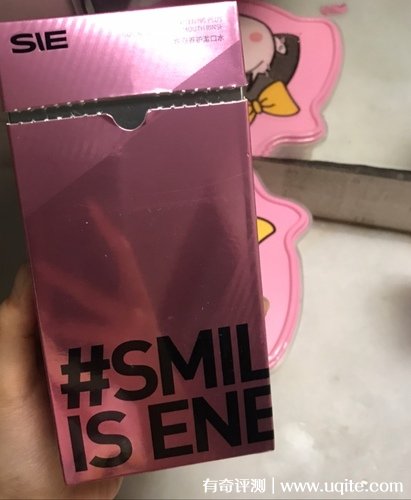 SIE
#SMIL
IS ENE
有奇评测 | www.uqite.com